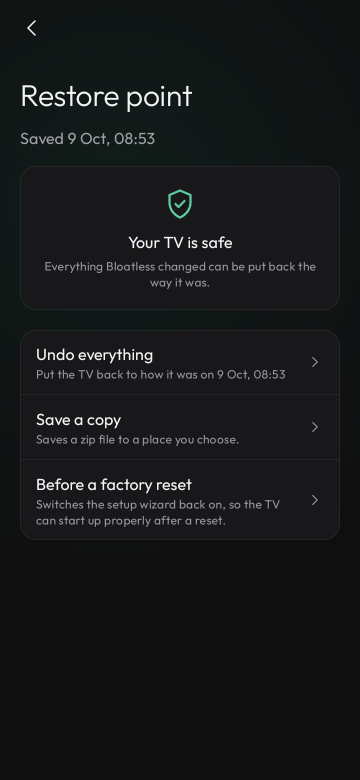 Restore point
Saved 9 Oct, 08:53
Your TV is safe
Everything Bloatless changed can be put back the
way it was.
Undo everything
Put the TV back to how it was on 9 Oct, 08:53
Save a copy
Saves a zip file to a place you choose.
Before a factory reset
Switches the setup wizard back on, so the TV
can start up properly after a reset.